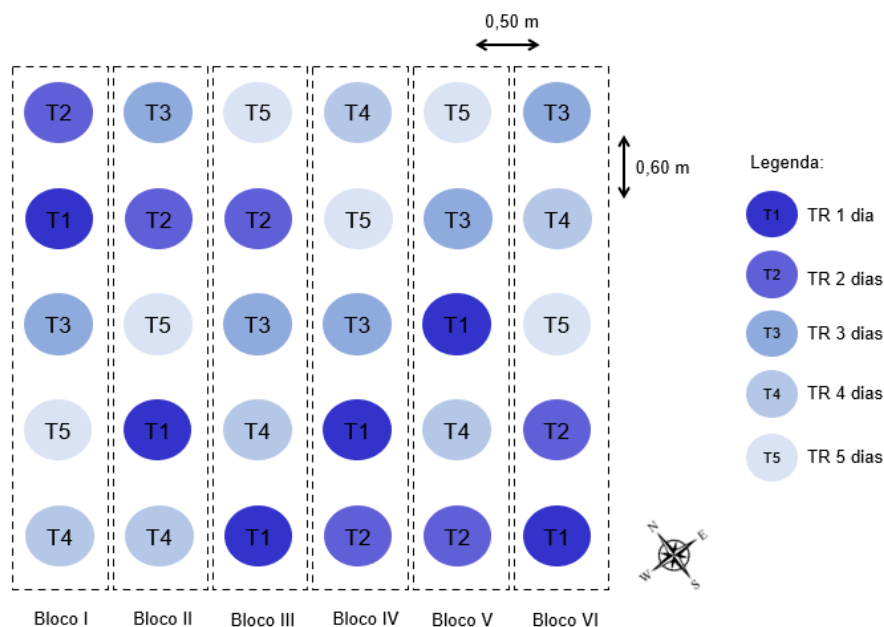 0,50 m
T2 T3 T5 T4 T5 T3
0,60 m
Legenda:
T1 T2 T2 T5 T3 T4
T1 TR 1 dia
T2 TR 2 dias
T3 T5 T3 T3 T1 T5
T3 TR 3 dias
T4 TR 4 dias
T5 T1 T4 T1 T4 T2
T5 TR 5 dias
T4 T4 T1 T2 T2 T1
N E
W S
Bloco I Bloco II Bloco III Bloco IV Bloco V Bloco VI